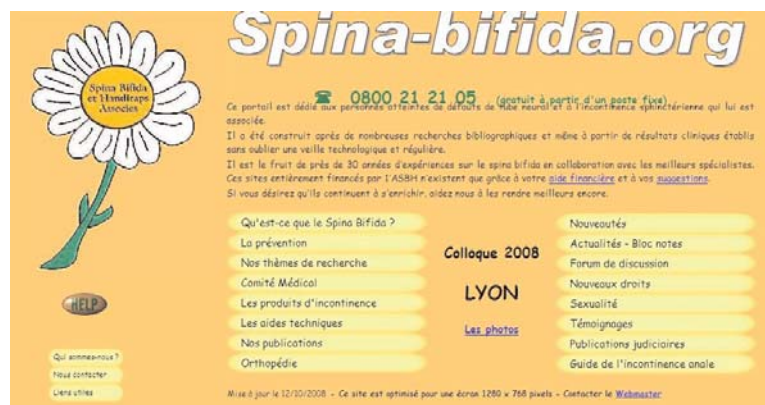 Spina-bifida.org
Spina Bifida
et Handicaps
Associés
0800 21 21 05 (gratuit à partir d'un poste fixe)
Ce portail est dédié aux personnes atteintes de défauts de tube neural et à l'incontinence sphinctérienne qui lui est
associée.
Il a été construit après de nombreuses recherches bibliographiques et même à partir de résultats cliniques établis
sans oublier une veille technologique et régulière.
Il est le fruit de près de 30 années d'expériences sur le spina bifida en collaboration avec les meilleurs spécialistes.
Ces sites entièrement financés par l'ASBH n'existent que grâce à votre aide financière et à vos suggestions.
Si vous désirez qu'ils continuent à s'enrichir, aidez nous à les rendre meilleurs encore.
Qu'est-ce que le Spina Bifida ?
La prévention
Nos thèmes de recherche
Comité Médical
Les produits d'incontinence
Les aides techniques
Nos publications
Orthopédie
Colloque 2008
LYON
Les photos
Nouveautés
Actualités - Bloc notes
Forum de discussion
Nouveaux droits
Sexualité
Témoignages
Publications judiciaires
Guide de l'incontinence anale
HELP
Qui sommes-nous ?
Nous contacter
Liens utiles
Mise à jour le 12/10/2008 - Ce site est optimisé pour une écran 1280 x 768 pixels - Contacter le Webmaster